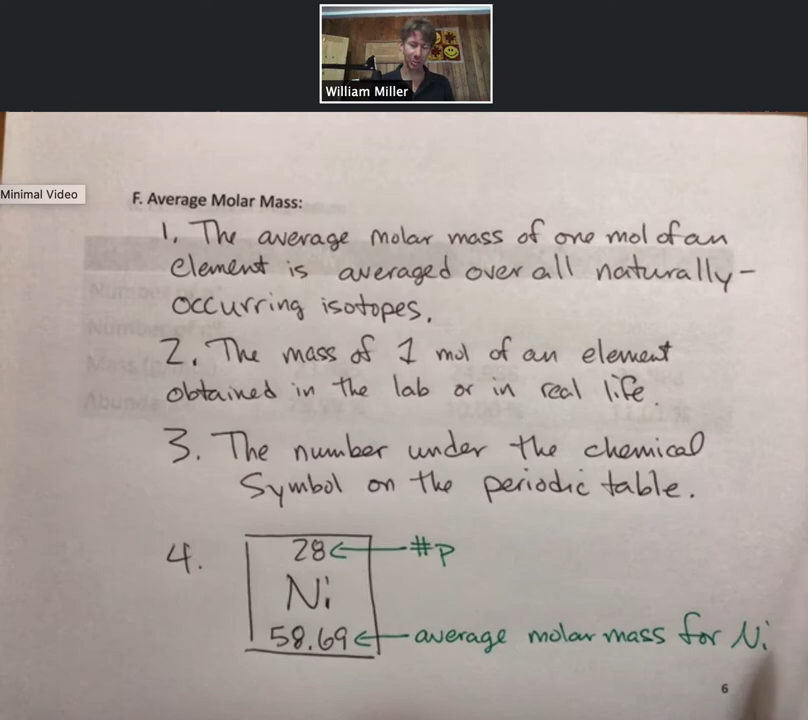 William Miller
Minimal Video
F. Average Molar Mass:
1. The average molar mass of one mol of an
element is averaged over all naturally-
occurring isotopes.
2. The mass of 1 mol of an element
obtained in the lab or in real life.
3. The number under the chemical
Symbol on the periodic table.
4.
28 ← #p
Ni
58.69 ← average molar mass for Ni
6